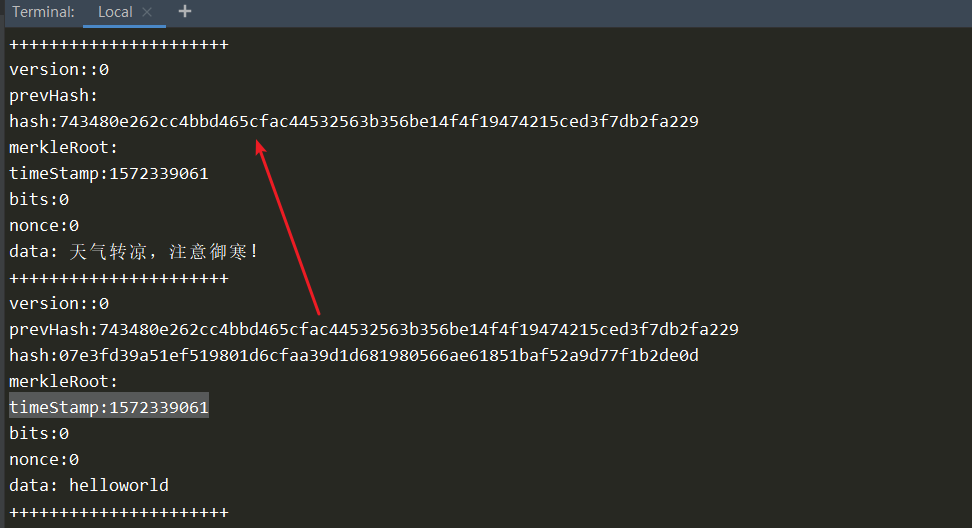 Terminal: Local × +
++++++++++++++++++++++
version::0
prevHash:
hash:743480e262cc4bbd465cfac44532563b356be14f4f19474215ced3f7db2fa229
merkleRoot:
timeStamp:1572339061
bits:0
nonce:0
data: 天气转凉，注意御寒!
++++++++++++++++++++++
version::0
prevHash:743480e262cc4bbd465cfac44532563b356be14f4f19474215ced3f7db2fa229
hash:07e3fd39a51ef519801d6cfaa39d1d681980566ae61851baf52a9d77f1b2de0d
merkleRoot:
timeStamp:1572339061
bits:0
nonce:0
data: helloworld
++++++++++++++++++++++